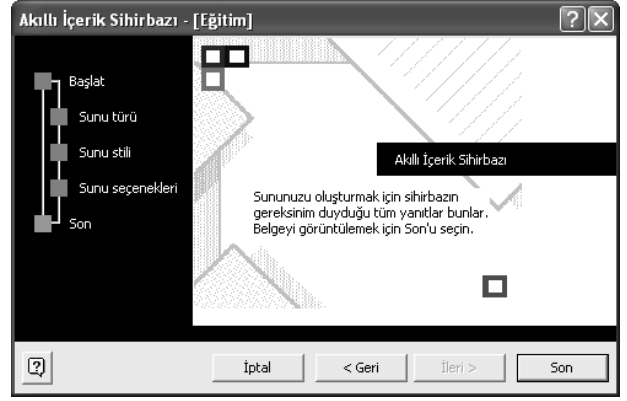 Akıllı İçerik Sihirbazı - [Eğitim]
Başlat
Sunu türü
Sunu stili
Sunu seçenekleri
Son
Akıllı İçerik Sihirbazı
Sununuzu oluşturmak için sihirbazın
gereksinim duyduğu tüm yanıtlar bunlar.
Belgeyi görüntülemek için Son'u seçin.
İptal
< Geri
İleri >
Son